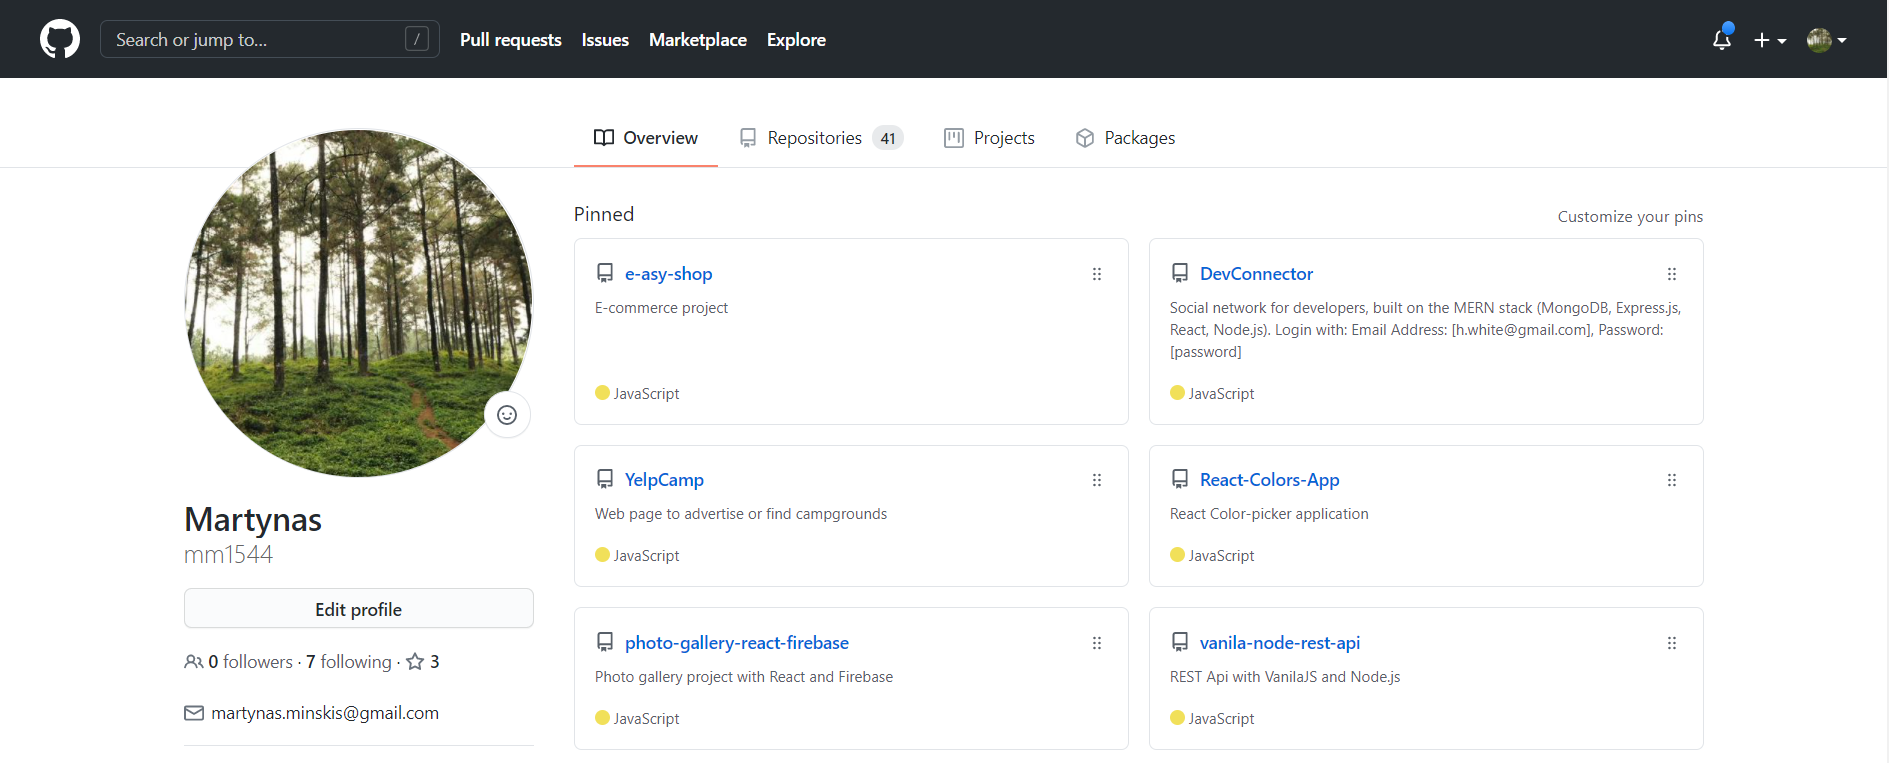 Search or jump to...
/
Pull requests
Issues
Marketplace
Explore
Overview
Repositories 41
Projects
Packages
Martynas
mm1544
Edit profile
0 followers · 7 following · 3
martynas.minskis@gmail.com
Pinned
Customize your pins
e-asy-shop
E-commerce project
JavaScript
DevConnector
Social network for developers, built on the MERN stack (MongoDB, Express.js,
React, Node.js). Login with: Email Address: [h.white@gmail.com], Password:
[password]
JavaScript
YelpCamp
Web page to advertise or find campgrounds
JavaScript
React-Colors-App
React Color-picker application
JavaScript
photo-gallery-react-firebase
Photo gallery project with React and Firebase
JavaScript
vanila-node-rest-api
REST Api with VanilaJS and Node.js
JavaScript